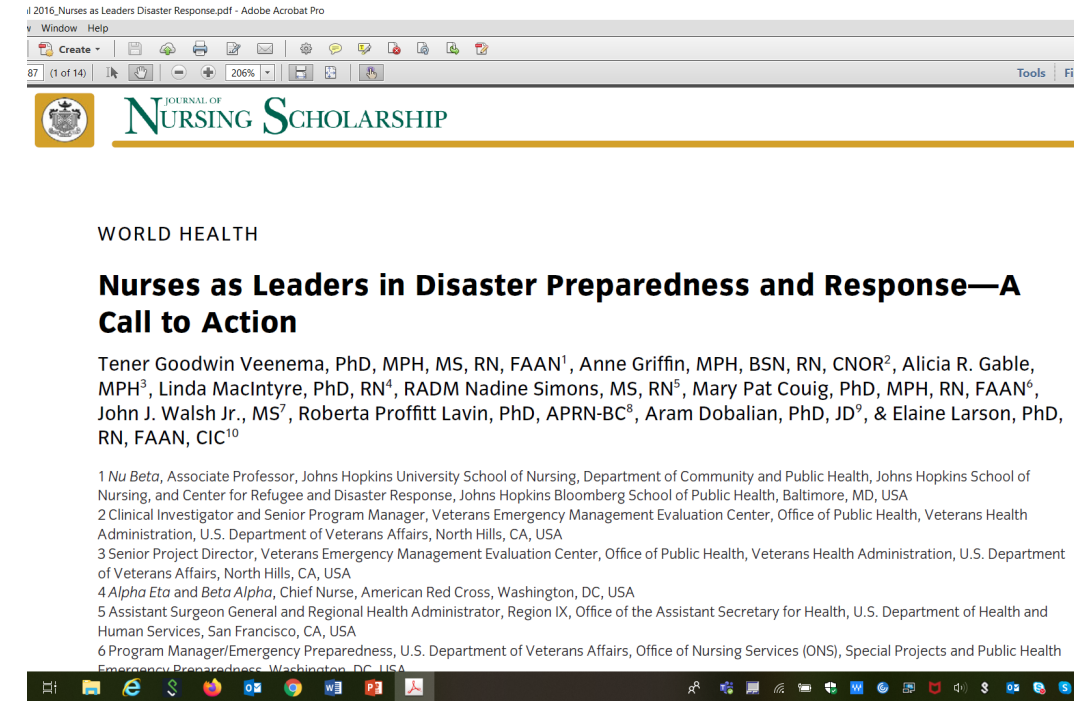 l 2016_Nurses as Leaders Disaster Response.pdf - Adobe Acrobat Pro
Window Help
Create
87 (1 of 14) 206% Tools Fi
JOURNAL OF
NURSING SCHOLARSHIP
WORLD HEALTH
Nurses as Leaders in Disaster Preparedness and Response—A
Call to Action
Tener Goodwin Veenema, PhD, MPH, MS, RN, FAAN¹, Anne Griffin, MPH, BSN, RN, CNOR², Alicia R. Gable,
MPH³, Linda MacIntyre, PhD, RN⁴, RADM Nadine Simons, MS, RN⁵, Mary Pat Couig, PhD, MPH, RN, FAAN⁶,
John J. Walsh Jr., MS⁷, Roberta Proffitt Lavin, PhD, APRN-BC⁸, Aram Dobalian, PhD, JD⁹, & Elaine Larson, PhD,
RN, FAAN, CIC¹⁰
1 Nu Beta, Associate Professor, Johns Hopkins University School of Nursing, Department of Community and Public Health, Johns Hopkins School of
Nursing, and Center for Refugee and Disaster Response, Johns Hopkins Bloomberg School of Public Health, Baltimore, MD, USA
2 Clinical Investigator and Senior Program Manager, Veterans Emergency Management Evaluation Center, Office of Public Health, Veterans Health
Administration, U.S. Department of Veterans Affairs, North Hills, CA, USA
3 Senior Project Director, Veterans Emergency Management Evaluation Center, Office of Public Health, Veterans Health Administration, U.S. Department
of Veterans Affairs, North Hills, CA, USA
4 Alpha Eta and Beta Alpha, Chief Nurse, American Red Cross, Washington, DC, USA
5 Assistant Surgeon General and Regional Health Administrator, Region IX, Office of the Assistant Secretary for Health, U.S. Department of Health and
Human Services, San Francisco, CA, USA
6 Program Manager/Emergency Preparedness, U.S. Department of Veterans Affairs, Office of Nursing Services (ONS), Special Projects and Public Health
Emergency Preparedness, Washington, DC, USA